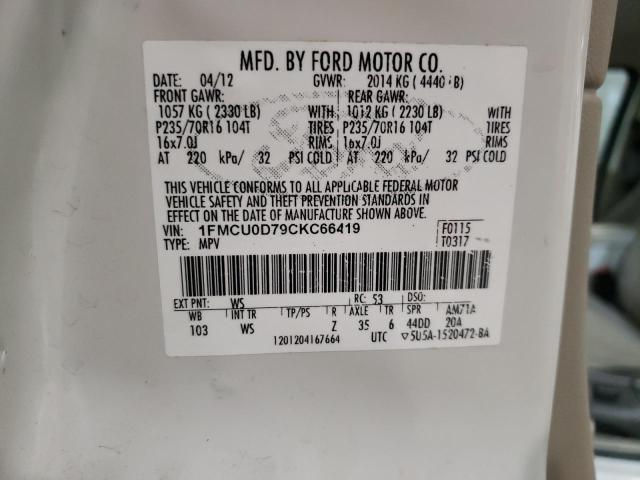 MFD. BY FORD MOTOR CO.
DATE: 04/12 GVWR: 2014 KG ( 4440 LB)
FRONT GAWR: REAR GAWR:
1057 KG ( 2330 LB) WITH 1012 KG ( 2230 LB) WITH
P235/70R16 104T TIRES P235/70R16 104T TIRES
16x7.0J RIMS 16x7.0J RIMS
AT 220 kPa/ 32 PSI COLD AT 220 kPa/ 32 PSI COLD
THIS VEHICLE CONFORMS TO ALL APPLICABLE FEDERAL MOTOR
VEHICLE SAFETY AND THEFT PREVENTION STANDARDS IN
EFFECT ON THE DATE OF MANUFACTURE SHOWN ABOVE.
VIN: 1FMCU0D79CKC66419 F0115
TYPE: MPV T0317
EXT PNT: WS RC: 53 DSO:
WB INT TR TP/PS R AXLE TR SPR AM71A
103 WS Z 35 6 44DD 20A
1201204167664 UTC ▽5U5A-1520472-BA